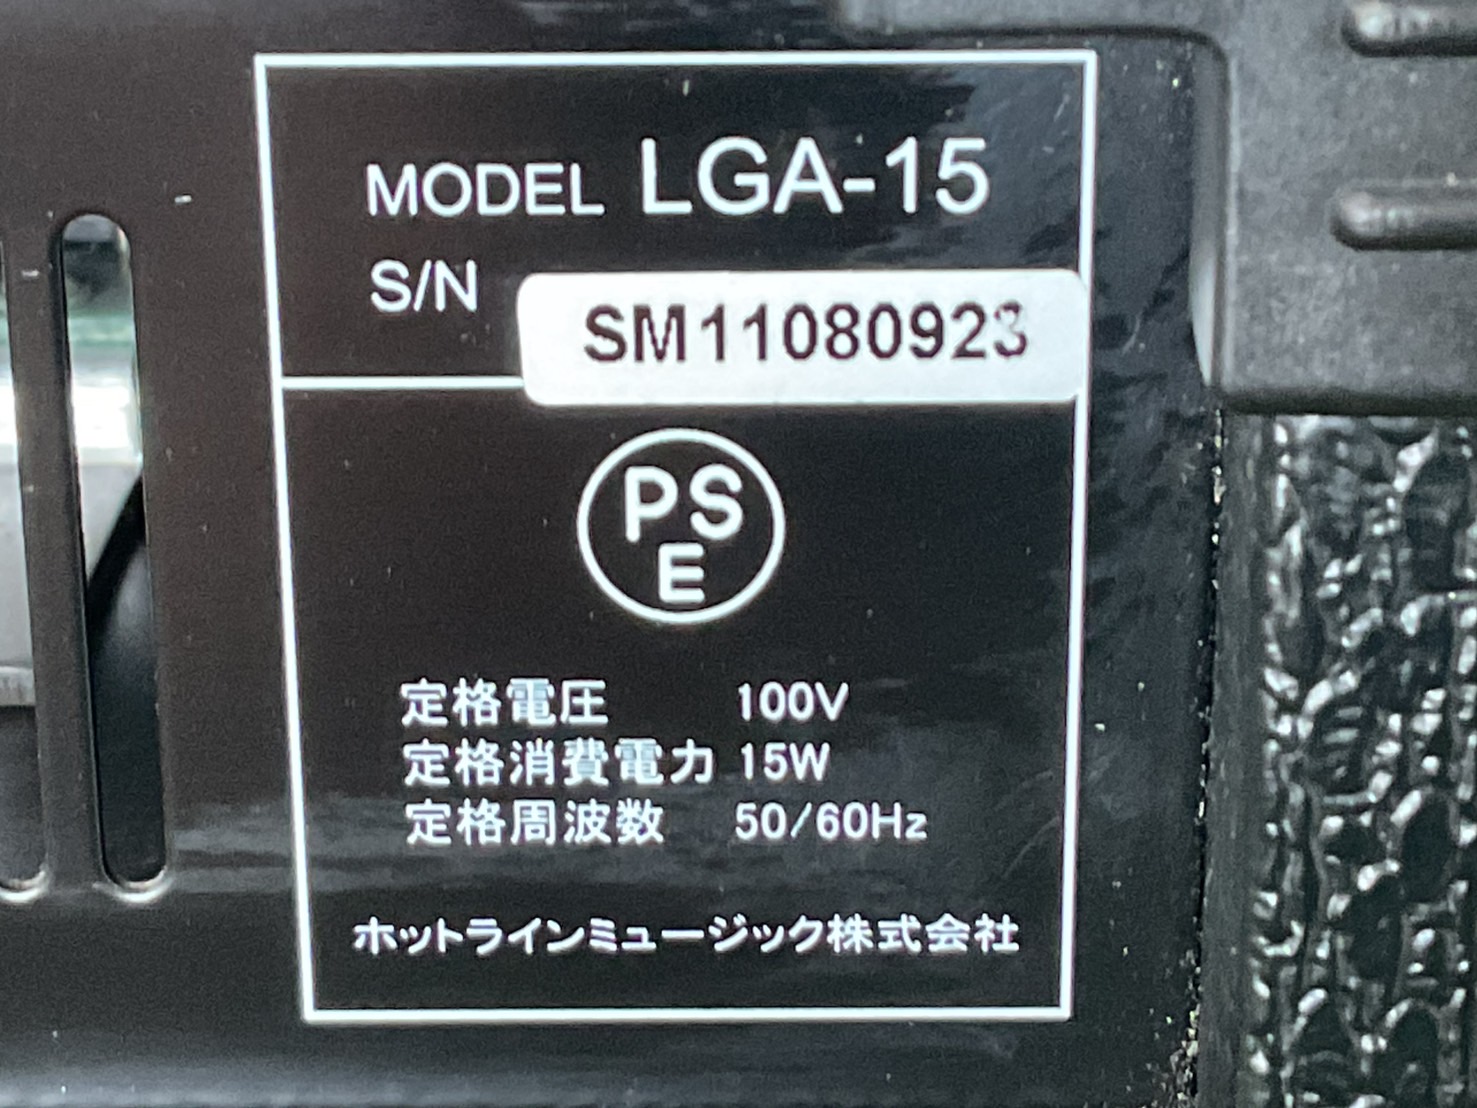 MODEL LGA-15
S/N SM11080923
PS
E
定格電圧 100V
定格消費電力 15W
定格周波数 50/60Hz
ホットラインミュージック株式会社